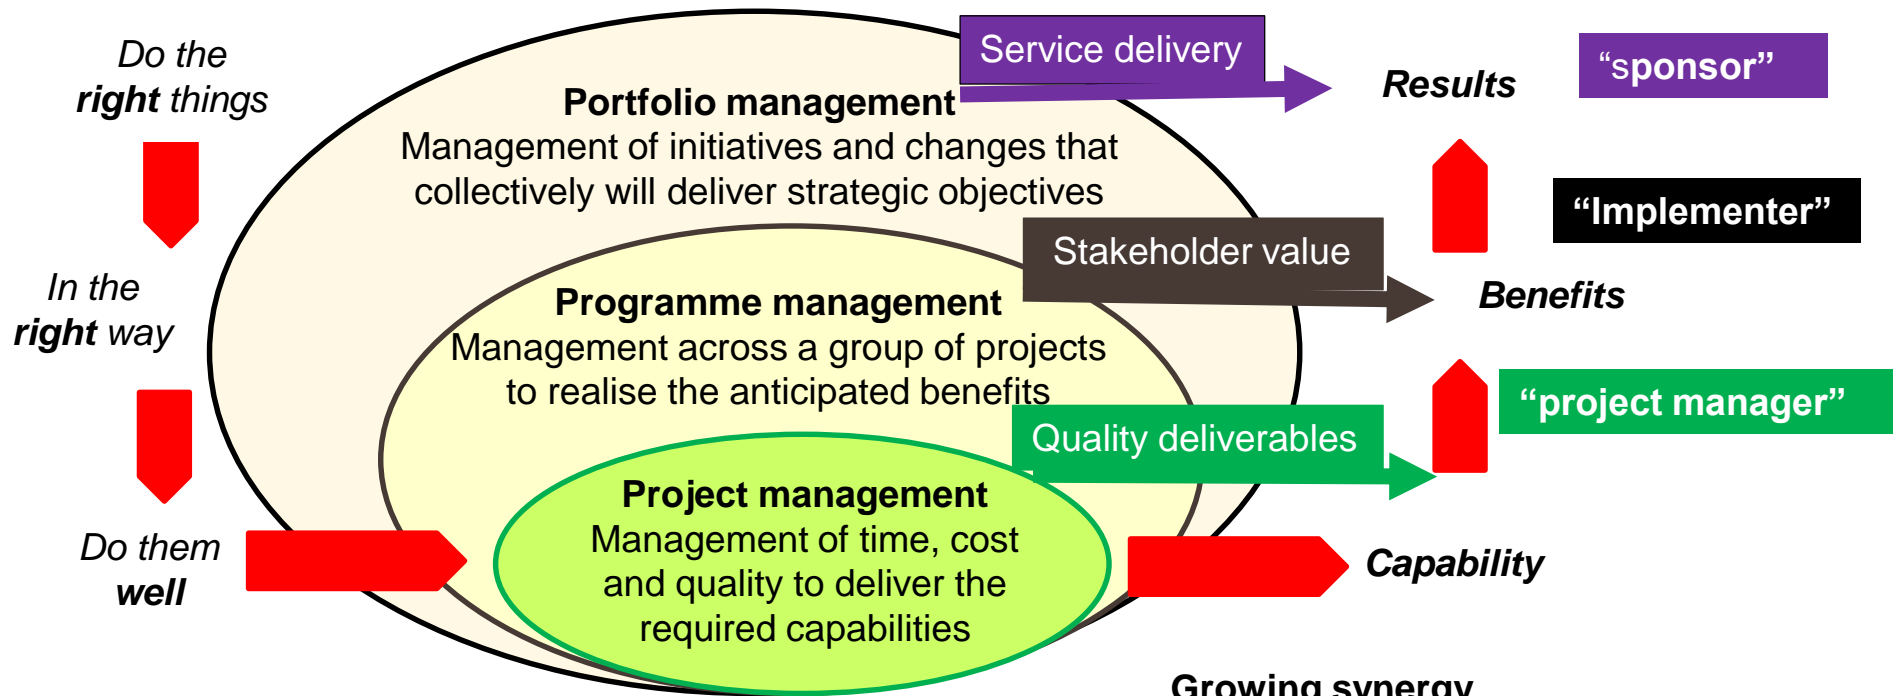 Do the
right things
In the
right way
Do them
well
Portfolio management
Management of initiatives and changes that
collectively will deliver strategic objectives
Programme management
Management across a group of projects
to realise the anticipated benefits
Project management
Management of time, cost
and quality to deliver the
required capabilities
Service delivery
Stakeholder value
Quality deliverables
Results
Benefits
Capability
“sponsor”
“Implementer”
“project manager”
Growing synergy